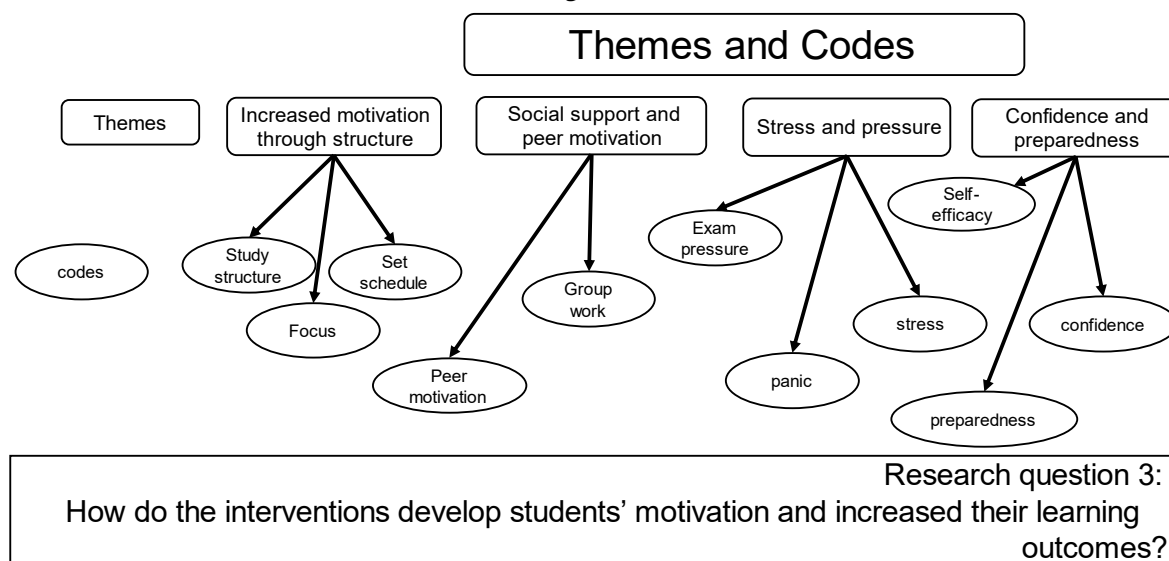 Themes and Codes
Themes
Increased motivation
through structure
Social support and
peer motivation
Stress and pressure
Confidence and
preparedness
codes
Study
structure
Focus
Set
schedule
Peer
motivation
Group
work
Exam
pressure
panic
stress
Self-
efficacy
preparedness
confidence
Research question 3:
How do the interventions develop students’ motivation and increased their learning
outcomes?